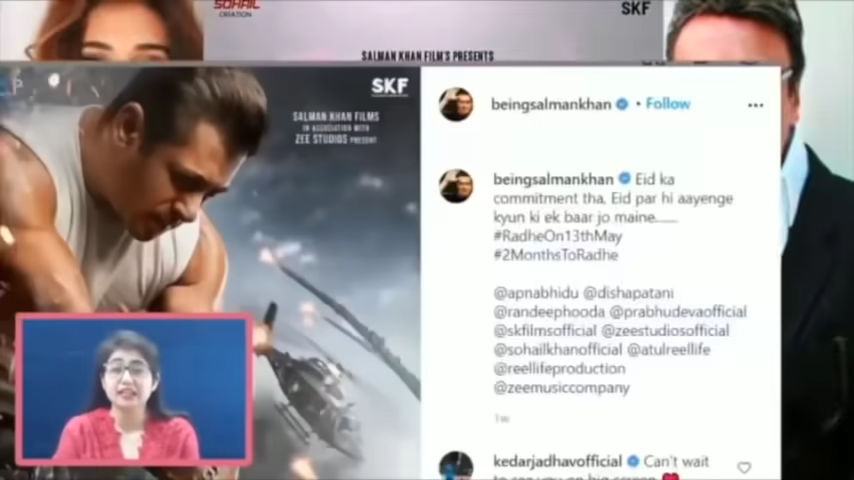 SOHAIL
CREATION
SKF
SALMAN KHAN FILM'S PRESENTS
SKF
SALMAN KHAN FILMS
IN ASSOCIATION WITH
ZEE STUDIOS PRESENT
beingsalmankhan • Follow
beingsalmankhan Eid ka
commitment tha, Eid par hi aayenge
kyun ki ek baar jo maine.......
#RadheOn13thMay
#2MonthsToRadhe
@apnabhidu @dishapatani
@randeephooda @prabhudevaofficial
@skfilmsofficial @zeestudiosofficial
@sohailkhanofficial @atulreellife
@reellifeproduction
@zeemusiccompany
kedarjadhavofficial Can't wait
to see you on big screen